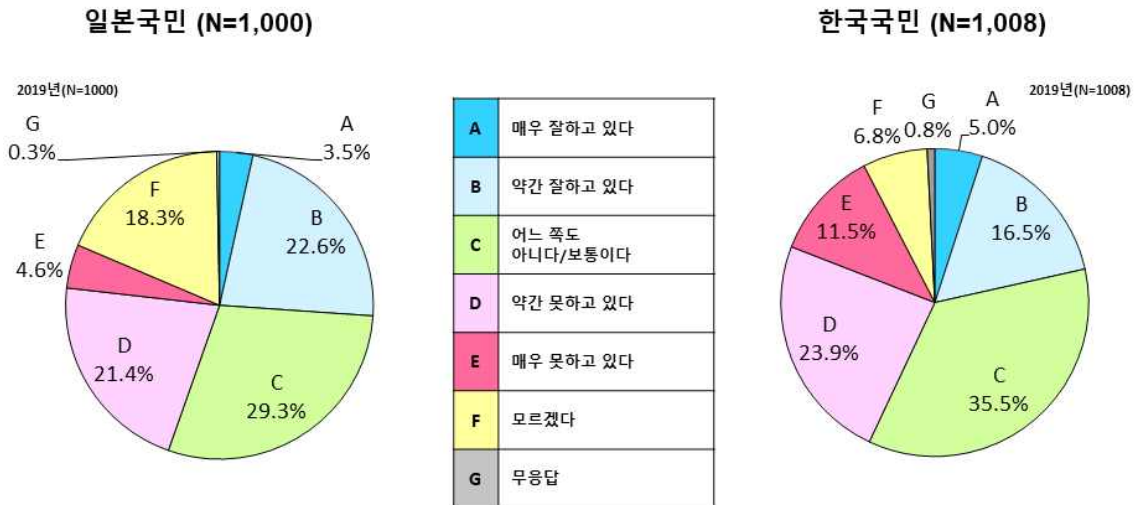 일본국민 (N=1,000)
한국국민 (N=1,008)
2019년(N=1000)
G
0.3%
A
3.5%
B
22.6%
C
29.3%
D
21.4%
E
4.6%
F
18.3%
A 매우 잘하고 있다
B 약간 잘하고 있다
C 어느 쪽도
아니다/보통이다
D 약간 못하고 있다
E 매우 못하고 있다
F 모르겠다
G 무응답
2019년(N=1008)
F
6.8%
G
0.8%
A
5.0%
B
16.5%
C
35.5%
D
23.9%
E
11.5%